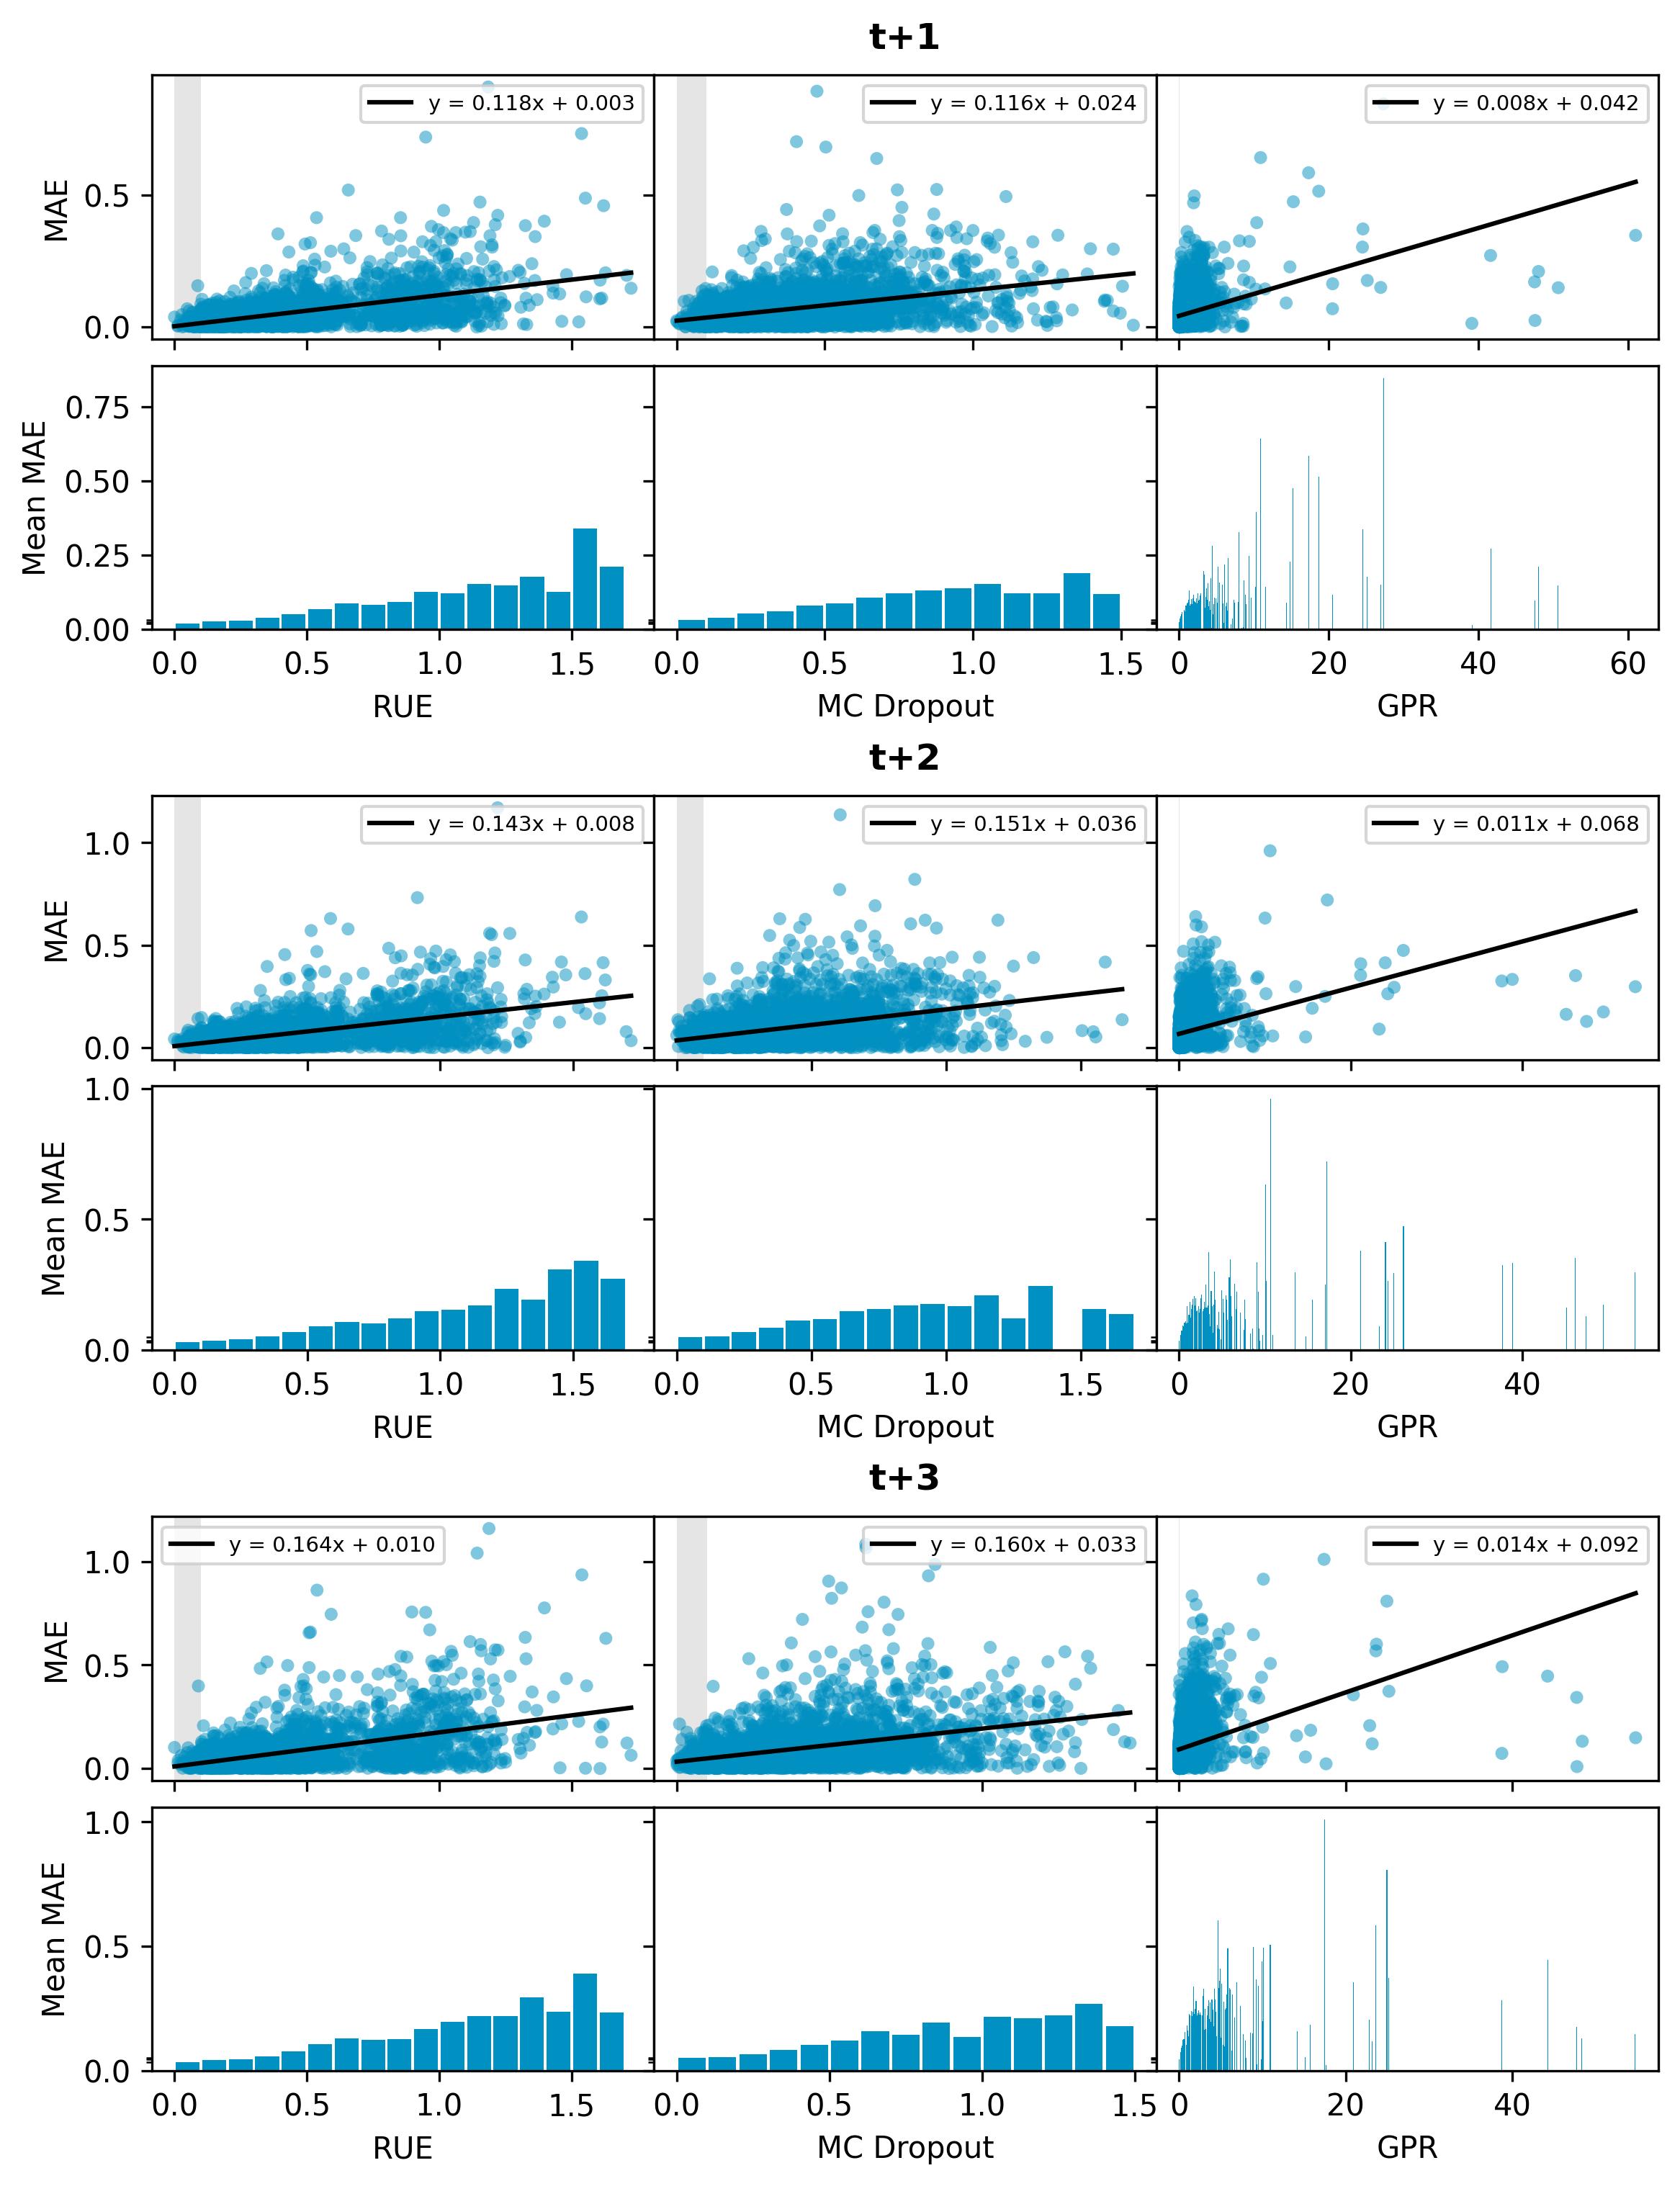 t+1
y = 0.118x + 0.003
y = 0.116x + 0.024
y = 0.008x + 0.042
MAE
0.5
0.0
Mean MAE
0.75
0.50
0.25
0.00
0.0 0.5 1.0 1.5
0.0 0.5 1.0 1.5
0 20 40 60
RUE
MC Dropout
GPR
t+2
y = 0.143x + 0.008
y = 0.151x + 0.036
y = 0.011x + 0.068
MAE
1.0
0.5
0.0
Mean MAE
1.0
0.5
0.0
0.0 0.5 1.0 1.5
0.0 0.5 1.0 1.5
0 20 40
RUE
MC Dropout
GPR
t+3
y = 0.164x + 0.010
y = 0.160x + 0.033
y = 0.014x + 0.092
MAE
1.0
0.5
0.0
Mean MAE
1.0
0.5
0.0
0.0 0.5 1.0 1.5
0.0 0.5 1.0 1.5
0 20 40
RUE
MC Dropout
GPR